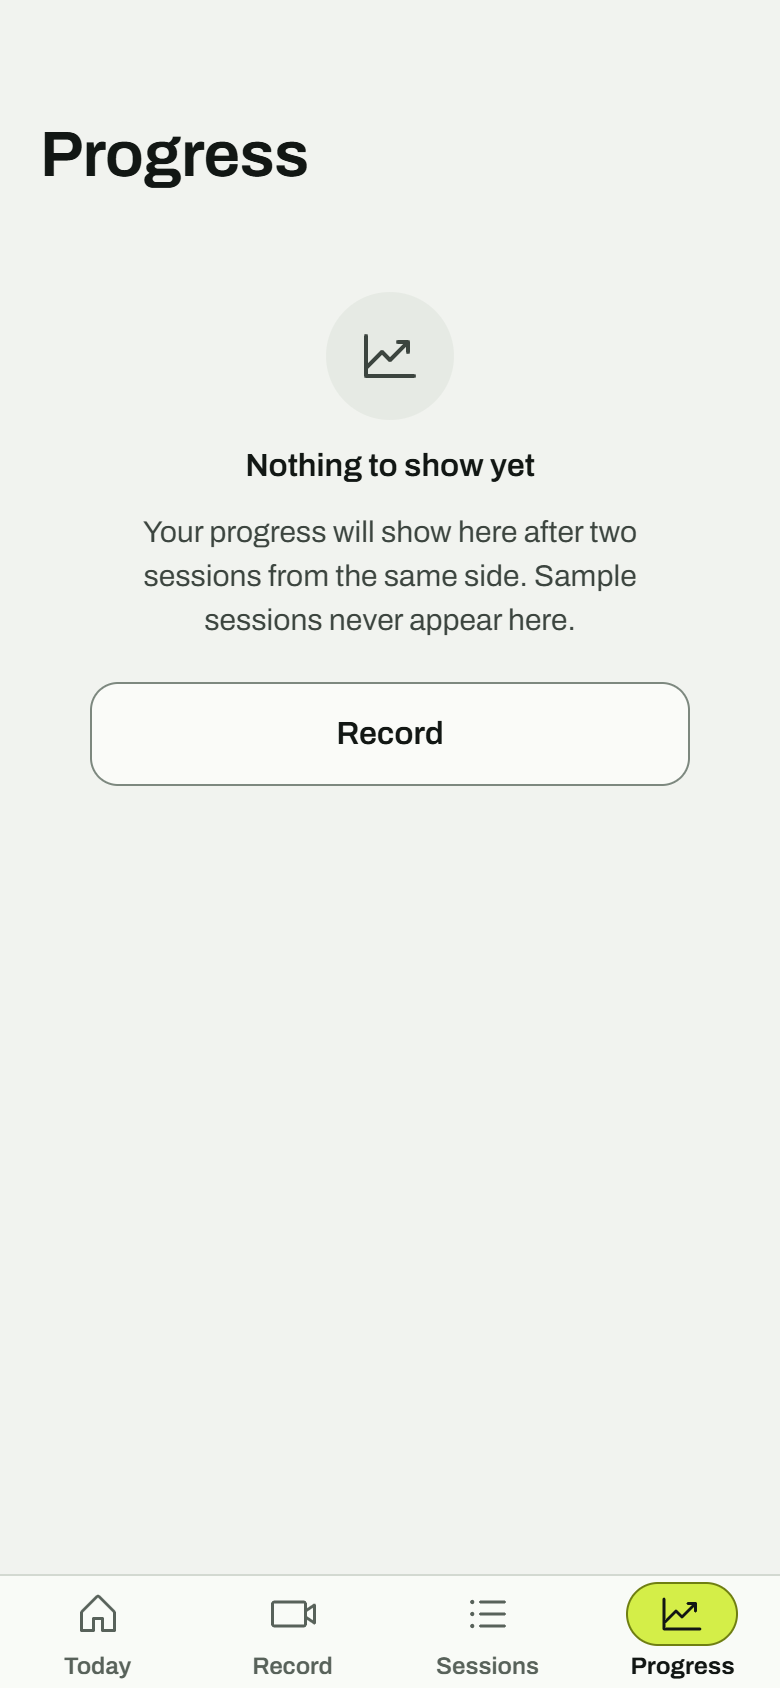 Progress
Nothing to show yet
Your progress will show here after two
sessions from the same side. Sample
sessions never appear here.
Record
Today
Record
Sessions
Progress